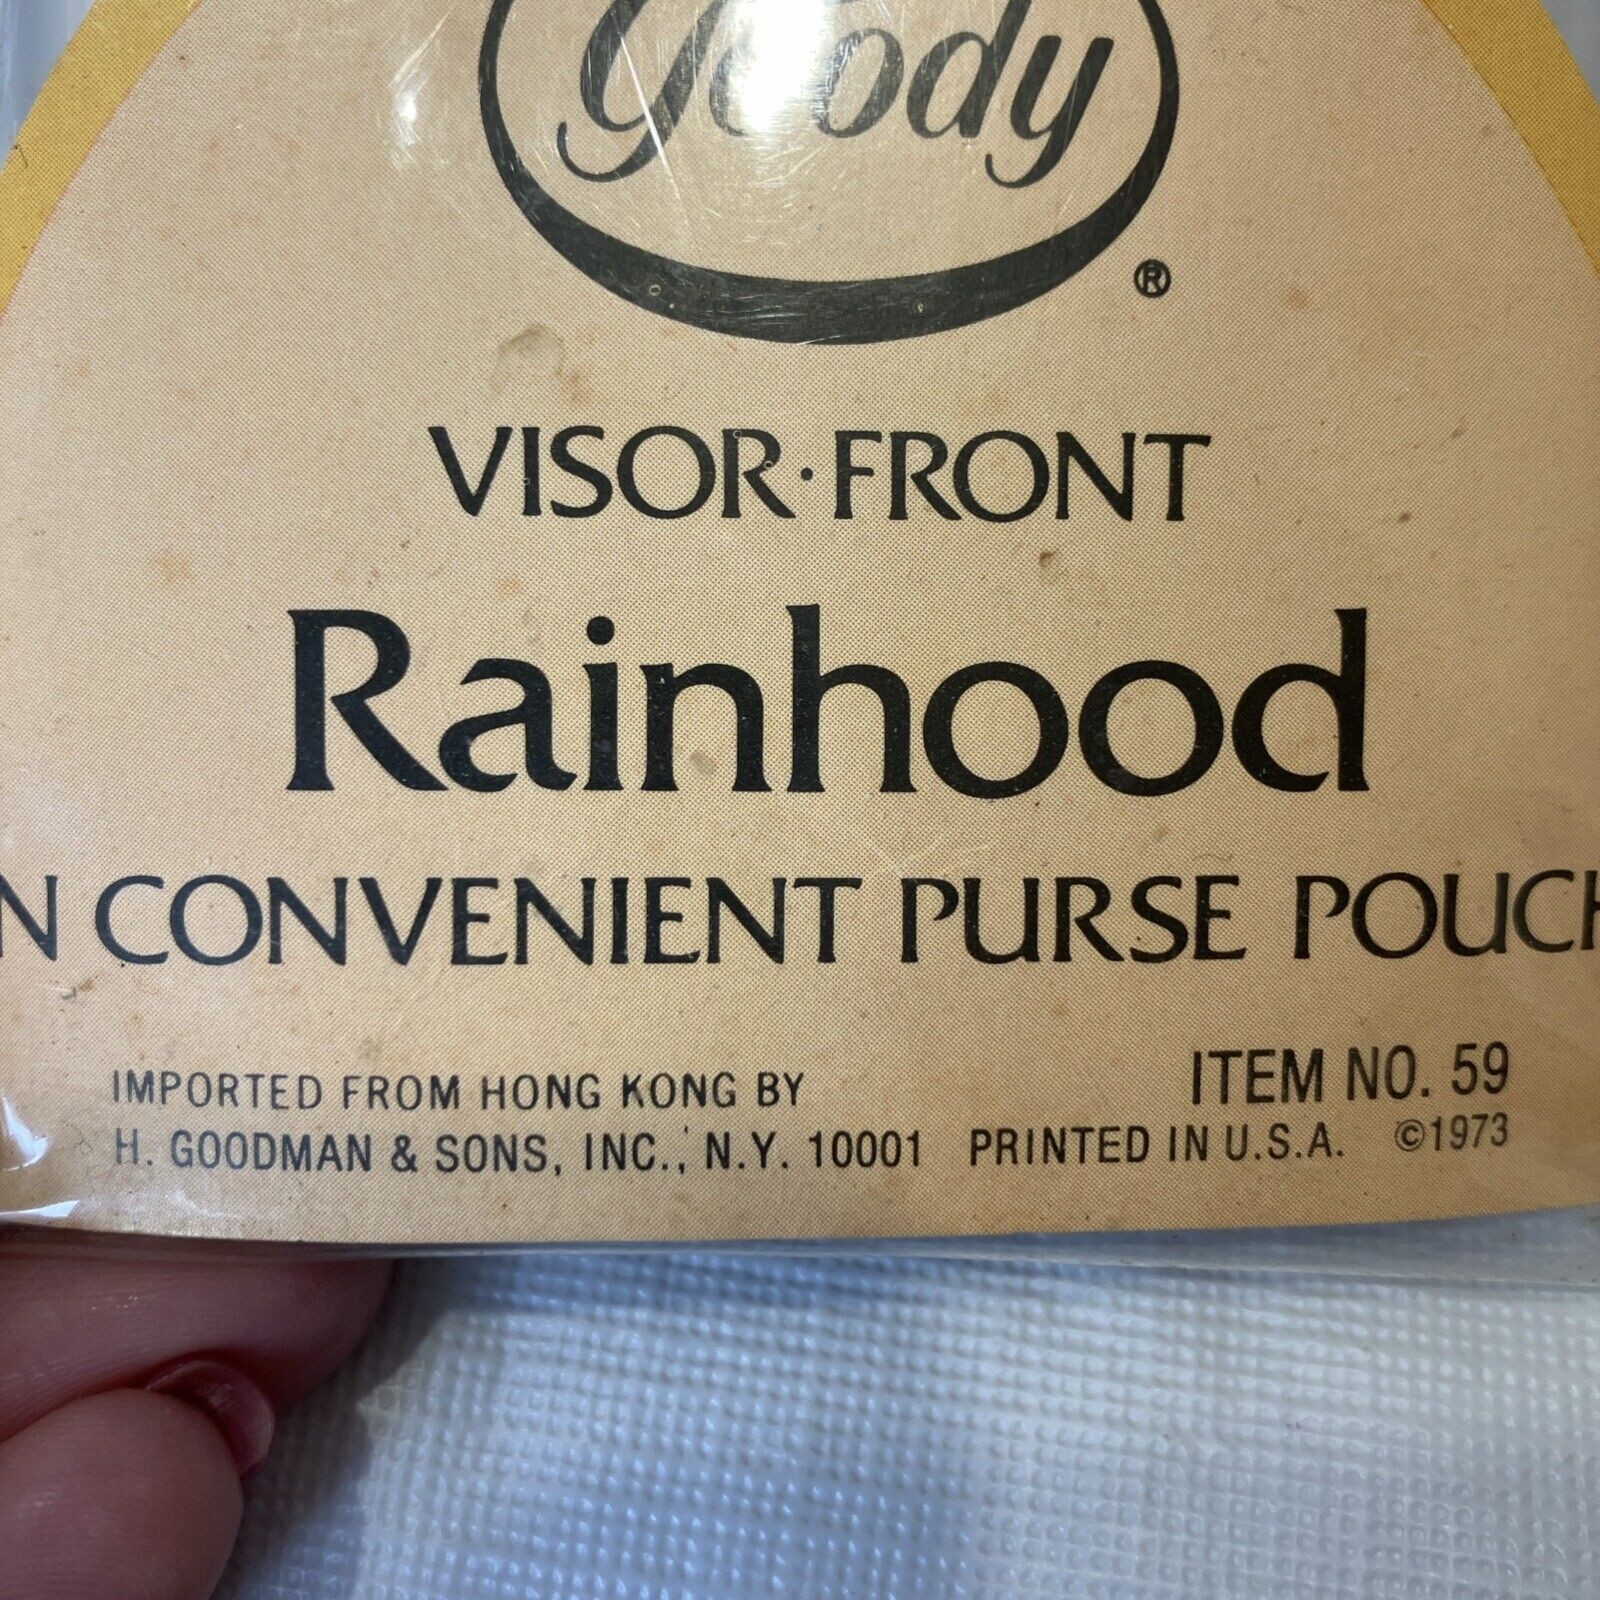 goody
®
VISOR·FRONT
Rainhood
N CONVENIENT PURSE POUCH
IMPORTED FROM HONG KONG BY
H. GOODMAN & SONS, INC., N.Y. 10001 PRINTED IN U.S.A.
ITEM NO. 59
©1973